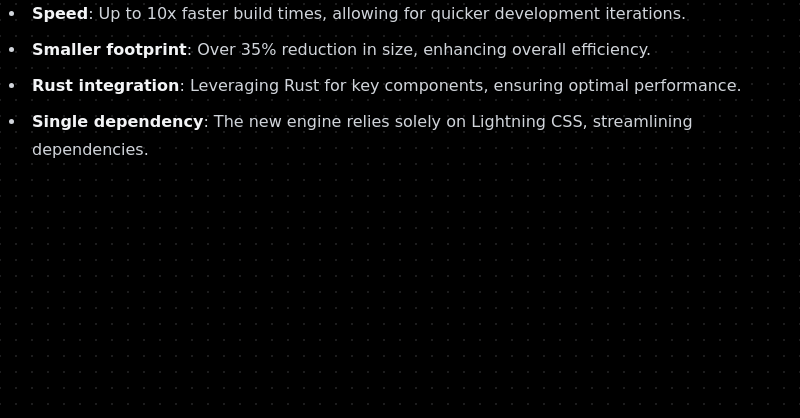 • Speed: Up to 10x faster build times, allowing for quicker development iterations.
• Smaller footprint: Over 35% reduction in size, enhancing overall efficiency.
• Rust integration: Leveraging Rust for key components, ensuring optimal performance.
• Single dependency: The new engine relies solely on Lightning CSS, streamlining
dependencies.